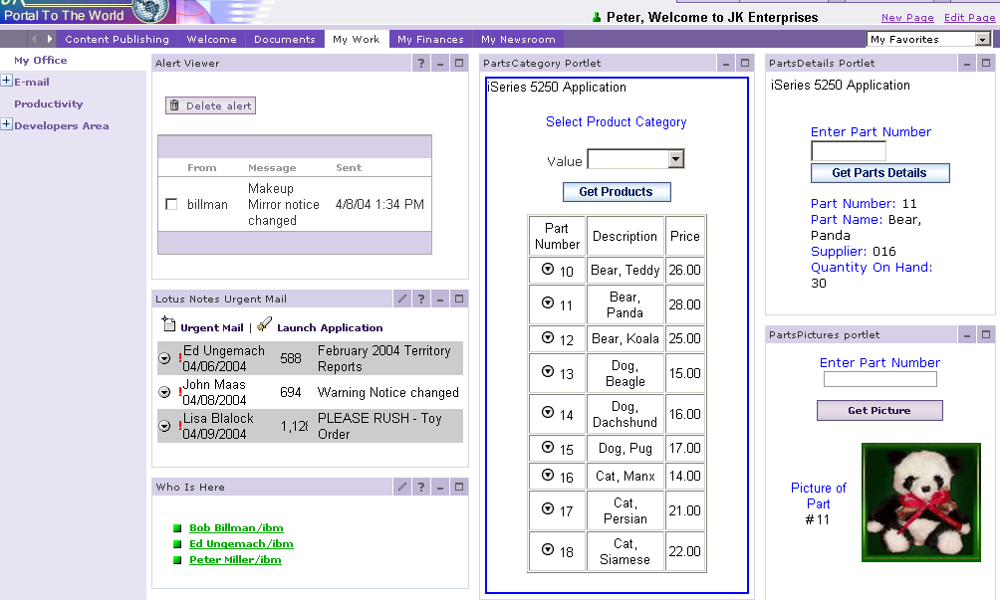 Portal To The World
Peter, Welcome to JK Enterprises
New Page Edit Page
Content Publishing Welcome Documents My Work My Finances My Newsroom
My Favorites
My Office
E-mail
Productivity
Developers Area
Alert Viewer
?
Delete alert
From Message Sent
billman
Makeup
Mirror notice
changed
4/8/04 1:34 PM
Lotus Notes Urgent Mail
?
Urgent Mail | Launch Application
!Ed Ungemach
04/06/2004
588
February 2004 Territory
Reports
!John Maas
04/08/2004
694
Warning Notice changed
!Lisa Blalock
04/09/2004
PLEASE RUSH - Toy
Order
Who Is Here
?
Bob Billman/ibm
Ed Ungemach/ibm
Peter Miller/ibm
PartsCategory Portlet
iSeries 5250 Application
Select Product Category
Value
Get Products
Part
Number
Description
Price
10 Bear, Teddy 26.00
11 Bear,
Panda
28.00
12 Bear, Koala 25.00
13 Dog,
Beagle
15.00
14 Dog,
Dachshund
16.00
15 Dog, Pug 17.00
16 Cat, Manx 14.00
17 Cat,
Persian
21.00
18 Cat,
Siamese
22.00
PartsDetails Portlet
iSeries 5250 Application
Enter Part Number
Get Parts Details
Part Number: 11
Part Name: Bear,
Panda
Supplier: 016
Quantity On Hand:
30
PartsPictures portlet
Enter Part Number
Get Picture
Picture of
Part
#11